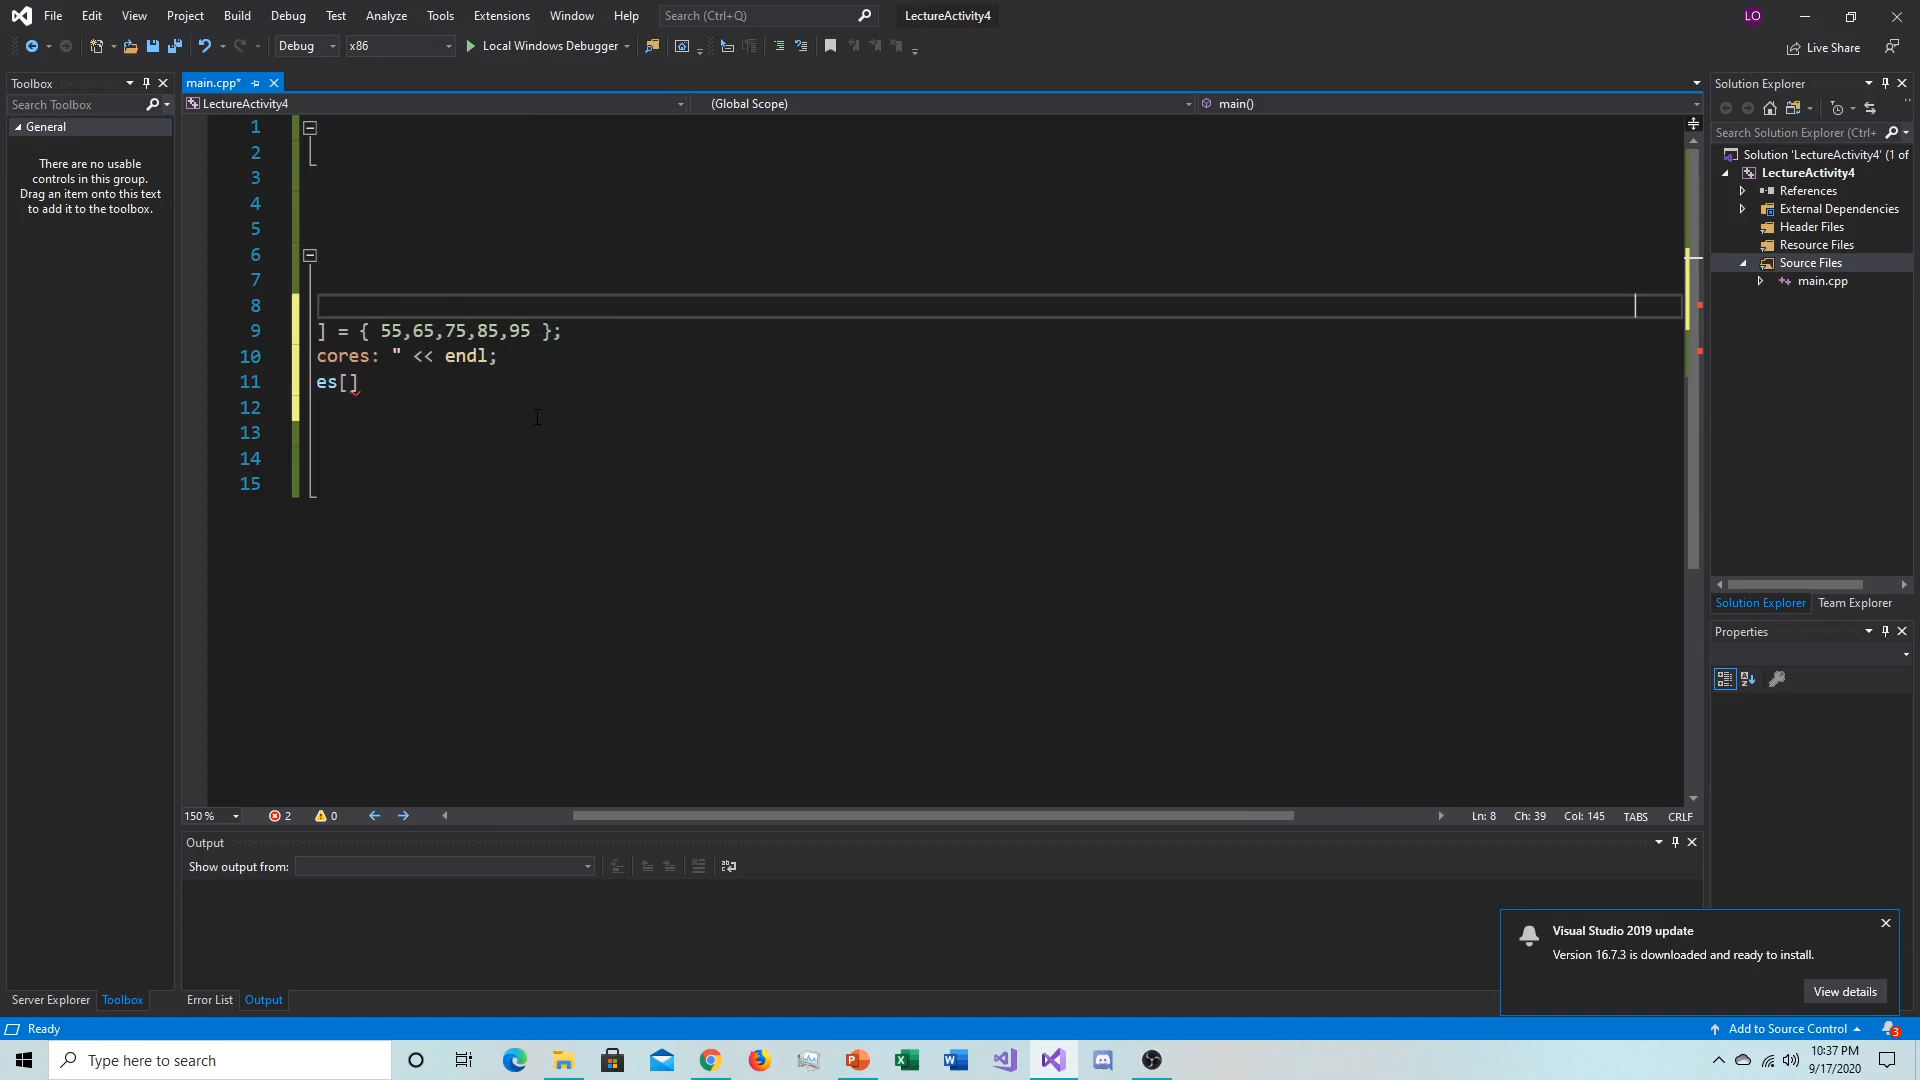 File Edit View Project Build Debug Test Analyze Tools Extensions Window Help Search (Ctrl+Q) LectureActivity4 LO
Debug x86 Local Windows Debugger Live Share
Toolbox
Search Toolbox
General
There are no usable
controls in this group.
Drag an item onto this text
to add it to the toolbox.
main.cpp*
LectureActivity4 (Global Scope) main()
1
2
3
4
5
6
7
8
9 ] = { 55,65,75,85,95 };
10 cores: " << endl;
11 es[]
12
13
14
15
150 % 2 0 Ln: 8 Ch: 39 Col: 145 TABS CRLF
Solution Explorer
Search Solution Explorer (Ctrl+
Solution 'LectureActivity4' (1 of
LectureActivity4
References
External Dependencies
Header Files
Resource Files
Source Files
main.cpp
Solution Explorer Team Explorer
Properties
Output
Show output from:
Visual Studio 2019 update
Version 16.7.3 is downloaded and ready to install.
View details
Server Explorer Toolbox Error List Output
Ready Add to Source Control 3
Type here to search
10:37 PM
9/17/2020